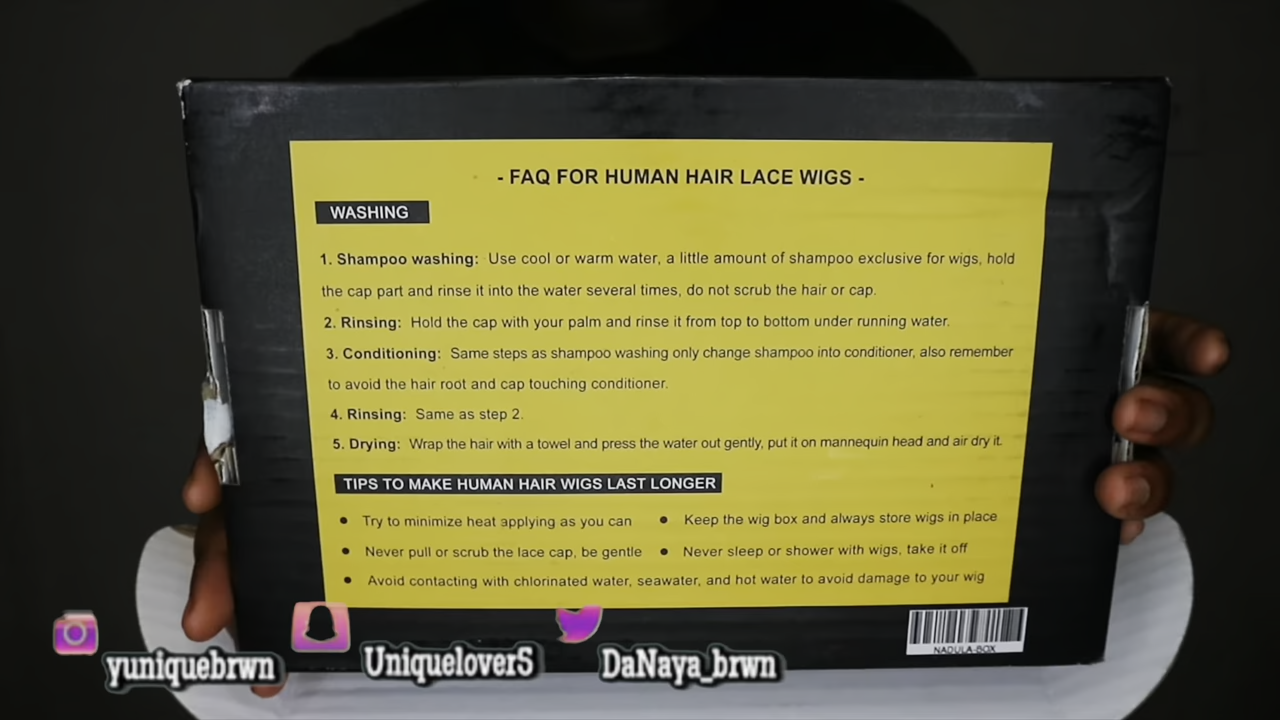 - FAQ FOR HUMAN HAIR LACE WIGS -
WASHING
1. Shampoo washing: Use cool or warm water, a little amount of shampoo exclusive for wigs, hold
the cap part and rinse it into the water several times, do not scrub the hair or cap.
2. Rinsing: Hold the cap with your palm and rinse it from top to bottom under running water.
3. Conditioning: Same steps as shampoo washing only change shampoo into conditioner, also remember
to avoid the hair root and cap touching conditioner.
4. Rinsing: Same as step 2.
5. Drying: Wrap the hair with a towel and press the water out gently, put it on mannequin head and air dry it.
TIPS TO MAKE HUMAN HAIR WIGS LAST LONGER
• Try to minimize heat applying as you can • Keep the wig box and always store wigs in place
• Never pull or scrub the lace cap, be gentle • Never sleep or shower with wigs, take it off
• Avoid contacting with chlorinated water, seawater, and hot water to avoid damage to your wig
NADULA-BOX
yuniquebrwn UniqueloverS DaNaya_brwn